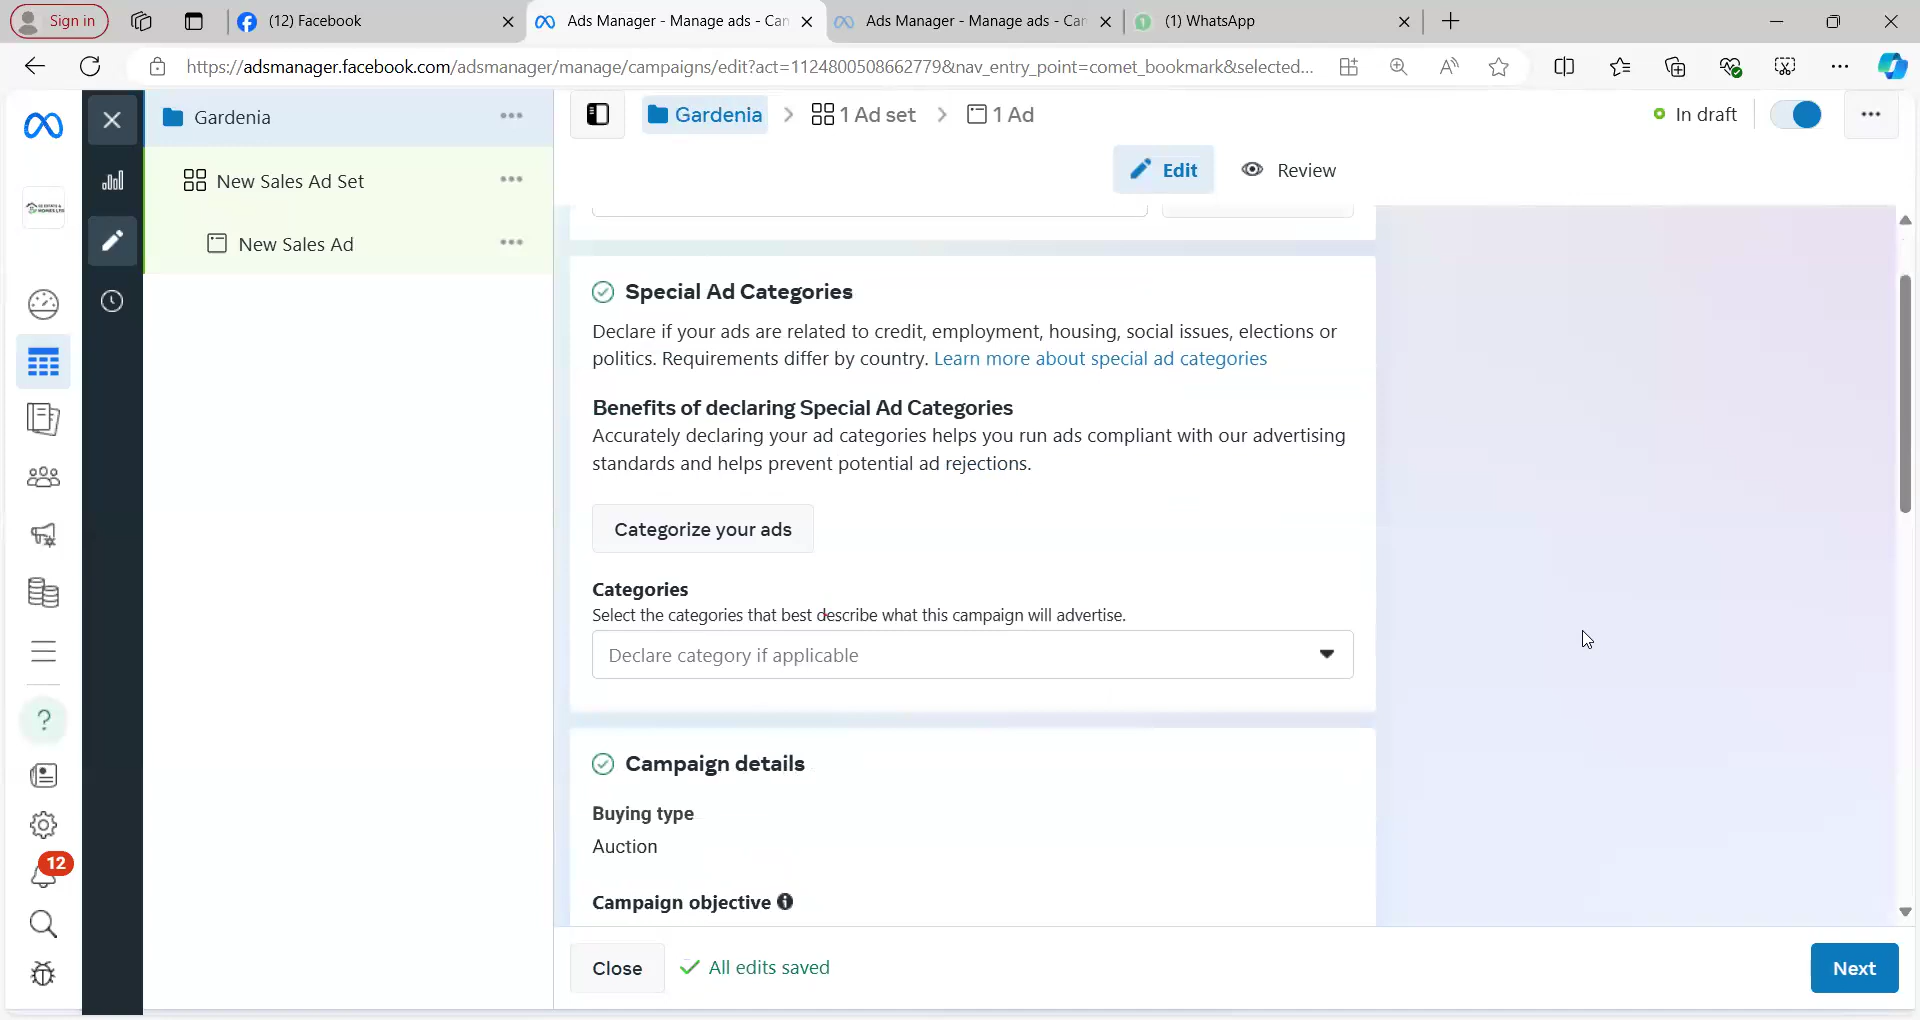 Sign in
(12) Facebook
Ads Manager - Manage ads - Can
Ads Manager - Manage ads - Can
(1) WhatsApp
https://adsmanager.facebook.com/adsmanager/manage/campaigns/edit?act=1124800508662779&nav_entry_point=comet_bookmark&selected...
Gardenia
Gardenia
1 Ad set
1 Ad
In draft
New Sales Ad Set
Edit
Review
New Sales Ad
Special Ad Categories
Declare if your ads are related to credit, employment, housing, social issues, elections or
politics. Requirements differ by country. Learn more about special ad categories
Benefits of declaring Special Ad Categories
Accurately declaring your ad categories helps you run ads compliant with our advertising
standards and helps prevent potential ad rejections.
Categorize your ads
Categories
Select the categories that best describe what this campaign will advertise.
Declare category if applicable
Campaign details
Buying type
Auction
Campaign objective
12
Close
All edits saved
Next